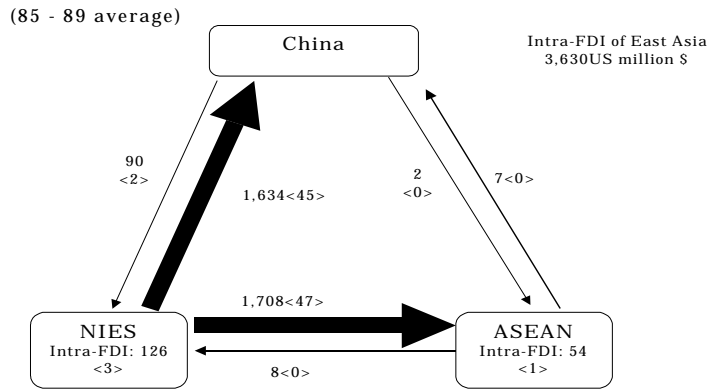 (85 - 89 average)
China
Intra-FDI of East Asia
3,630US million $
90
<2>
1,634<45>
2
<0>
7<0>
1,708<47>
NIES
Intra-FDI: 126
<3>
ASEAN
Intra-FDI: 54
<1>
8<0>